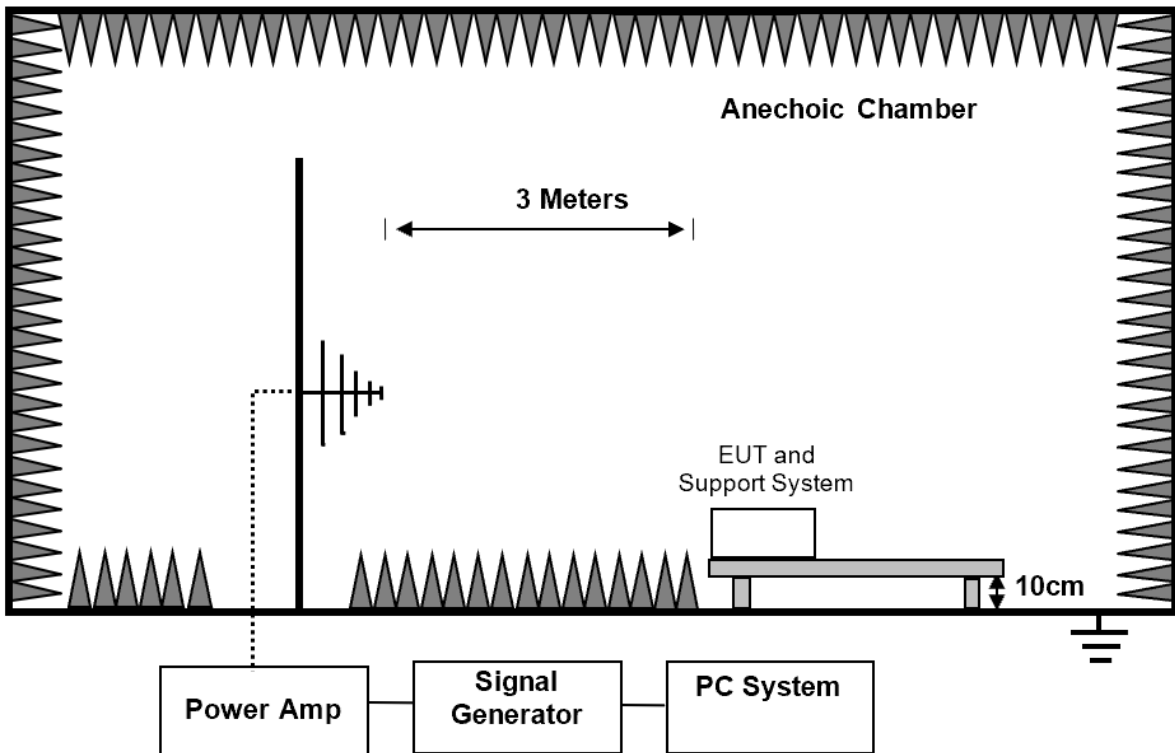 Anechoic Chamber
3 Meters
EUT and
Support System
10cm
Power Amp
Signal
Generator
PC System